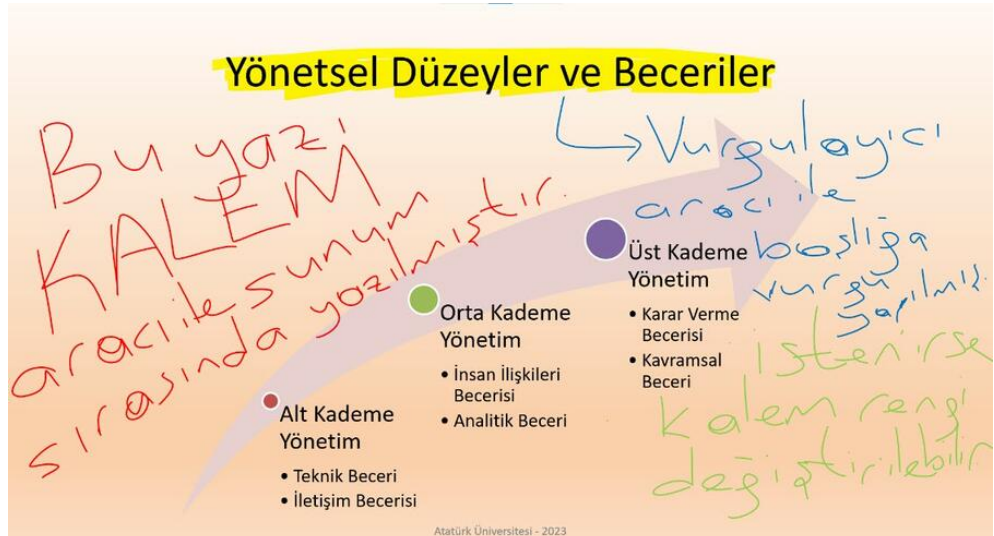 Yönetsel Düzeyler ve Beceriler
Bu yazı
KALEM
aracı ile sunum
sırasında yazılmıştır.
Vurgulayıcı
aracı ile
boşliğa
vurgu
yapılmış.
İstenirse
kalem rengi
değiştirilebilir
Alt Kademe
Yönetim
• Teknik Beceri
• İletişim Becerisi
Orta Kademe
Yönetim
• İnsan İlişkileri
Becerisi
• Analitik Beceri
Üst Kademe
Yönetim
• Karar Verme
Becerisi
• Kavramsal
Beceri
Atatürk Üniversitesi - 2023